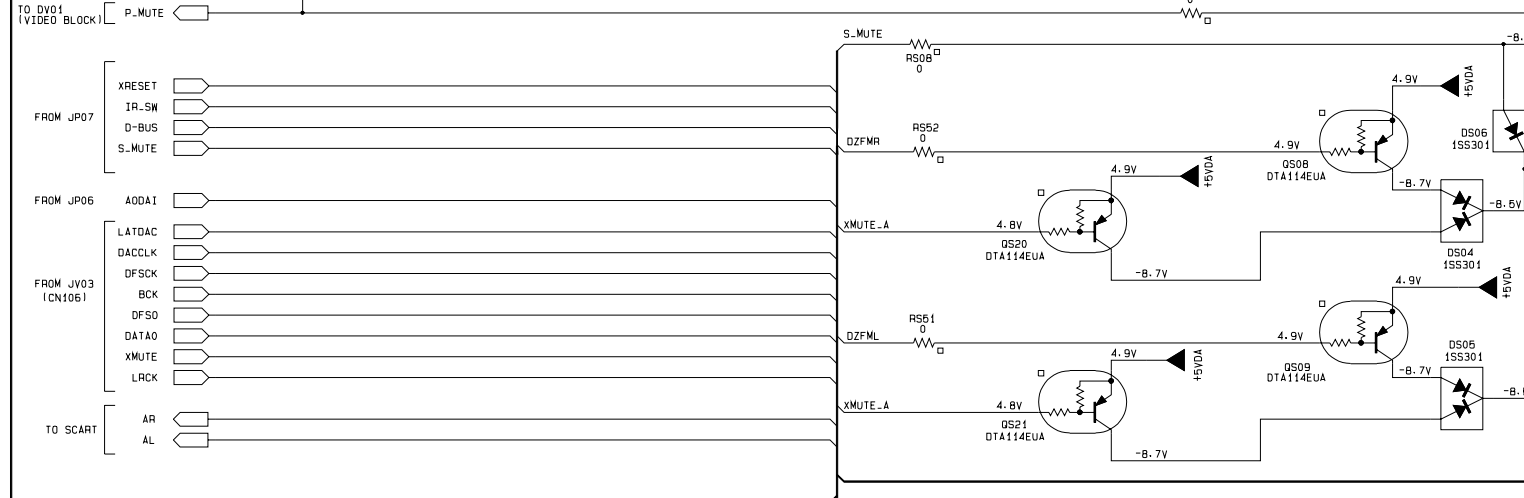 TO DV01
(VIDEO BLOCK)
P_MUTE
S_MUTE
RS08
0
-8.
FROM JP07
XRESET
IR_SW
D-BUS
S_MUTE
4.9V
+5VDA
DS06
1SS301
DZFMR
RS52
0
4.9V
QS08
DTA114EUA
-8.7V
-8.5V
DS04
1SS301
FROM JP06
AODAI
4.9V
+5VDA
XMUTE_A
4.8V
QS20
DTA114EUA
-8.7V
FROM JV03
(CN106)
LATDAC
DACCLK
DFSCK
BCK
DFSO
DATAO
XMUTE
LRCK
4.9V
+5VDA
DZFML
RS51
0
4.9V
QS09
DTA114EUA
-8.7V
DS05
1SS301
4.9V
+5VDA
XMUTE_A
4.8V
QS21
DTA114EUA
-8.7V
TO SCART
AR
AL